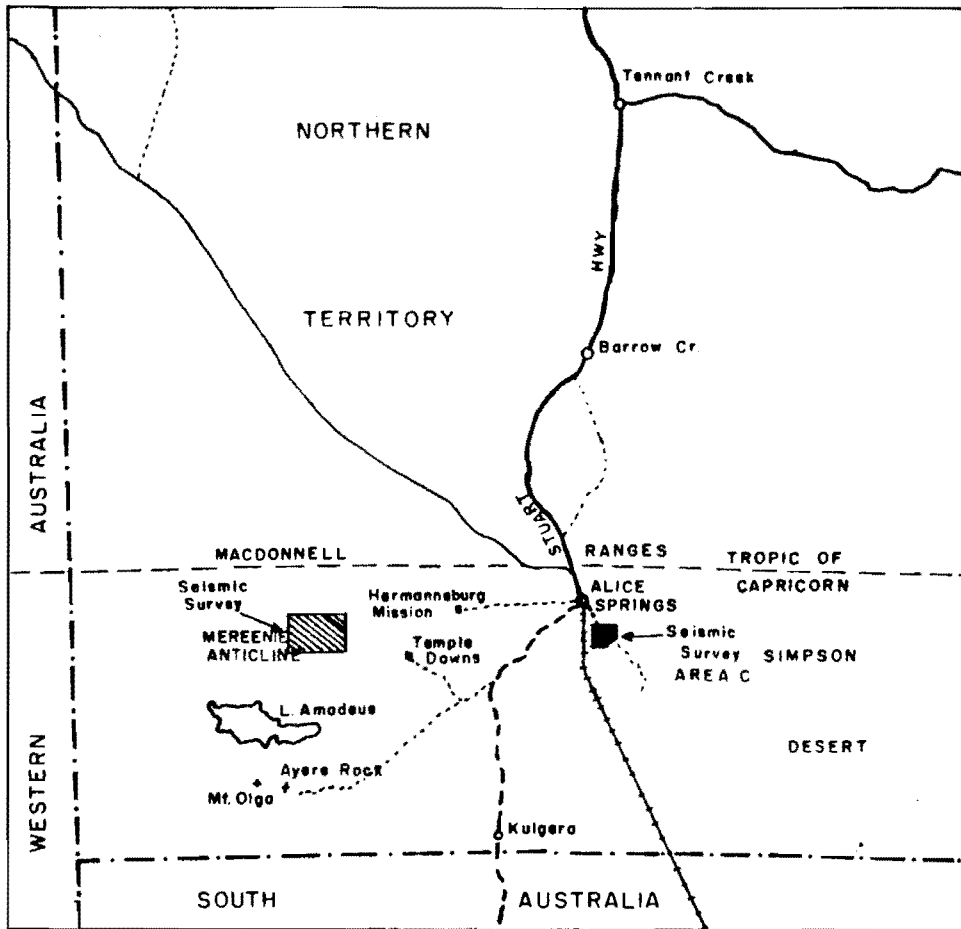 Tennant Creek
NORTHERN
HWY
TERRITORY
Barrow Cr.
AUSTRALIA
STUART
MACDONNELL
RANGES
TROPIC OF
CAPRICORN
Seismic
Survey
Hermannsburg
Mission
ALICE
SPRINGS
MEREENIE
ANTICLINE
Temple
Downs
Seismic
Survey
AREA C
SIMPSON
L. Amadeus
DESERT
Ayers Rock
Mt. Olga
WESTERN
Kulgera
SOUTH
AUSTRALIA